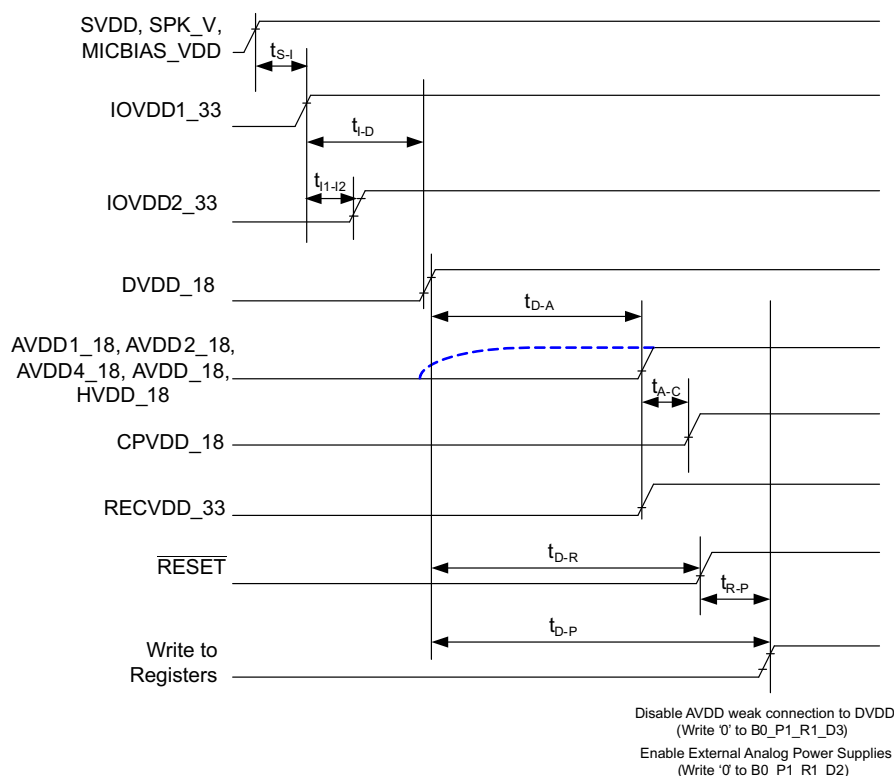 SVDD, SPK_V,
MICBIAS_VDD
tS-I
IOVDD1_33
tI-D
tI1-I2
IOVDD2_33
DVDD_18
tD-A
AVDD1_18, AVDD2_18,
AVDD4_18, AVDD_18,
HVDD_18
tA-C
CPVDD_18
RECVDD_33
RESET
tD-R
tR-P
tD-P
Write to
Registers
Disable AVDD weak connection to DVDD
(Write ‘0’ to B0_P1_R1_D3)
Enable External Analog Power Supplies
(Write ‘0’ to B0_P1_R1_D2)